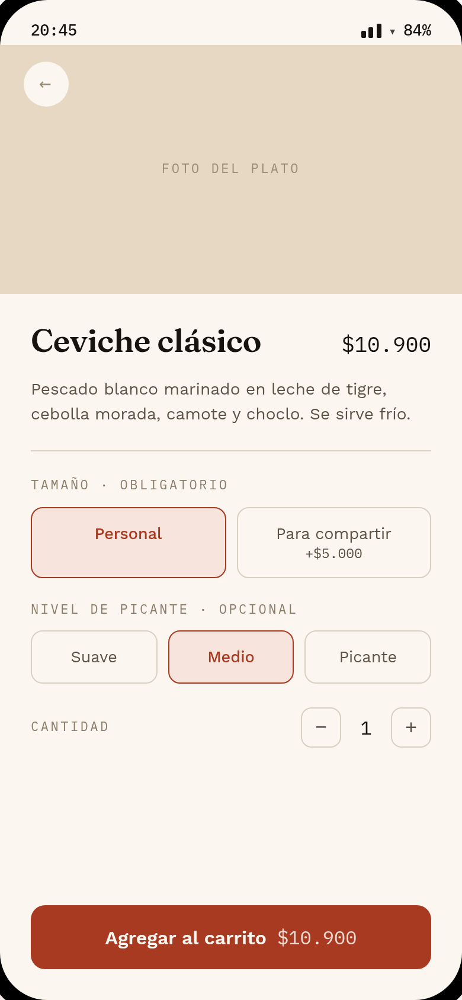 20:45 84%
←
FOTO DEL PLATO
Ceviche clásico $10.900
Pescado blanco marinado en leche de tigre,
cebolla morada, camote y choclo. Se sirve frío.
TAMAÑO · OBLIGATORIO
Personal Para compartir
+$5.000
NIVEL DE PICANTE · OPCIONAL
Suave Medio Picante
CANTIDAD − 1 +
Agregar al carrito $10.900